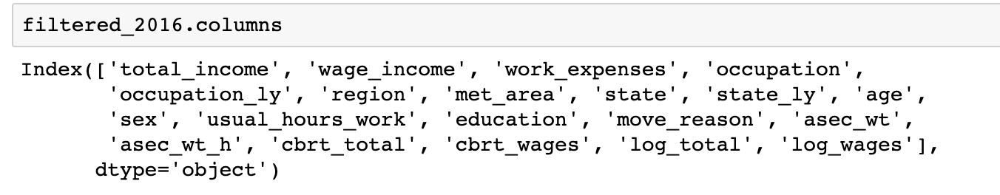 filtered_2016.columns
Index(['total_income', 'wage_income', 'work_expenses', 'occupation',
'occupation_ly', 'region', 'met_area', 'state', 'state_ly', 'age',
'sex', 'usual_hours_work', 'education', 'move_reason', 'asec_wt',
'asec_wt_h', 'cbrt_total', 'cbrt_wages', 'log_total', 'log_wages'],
dtype='object')